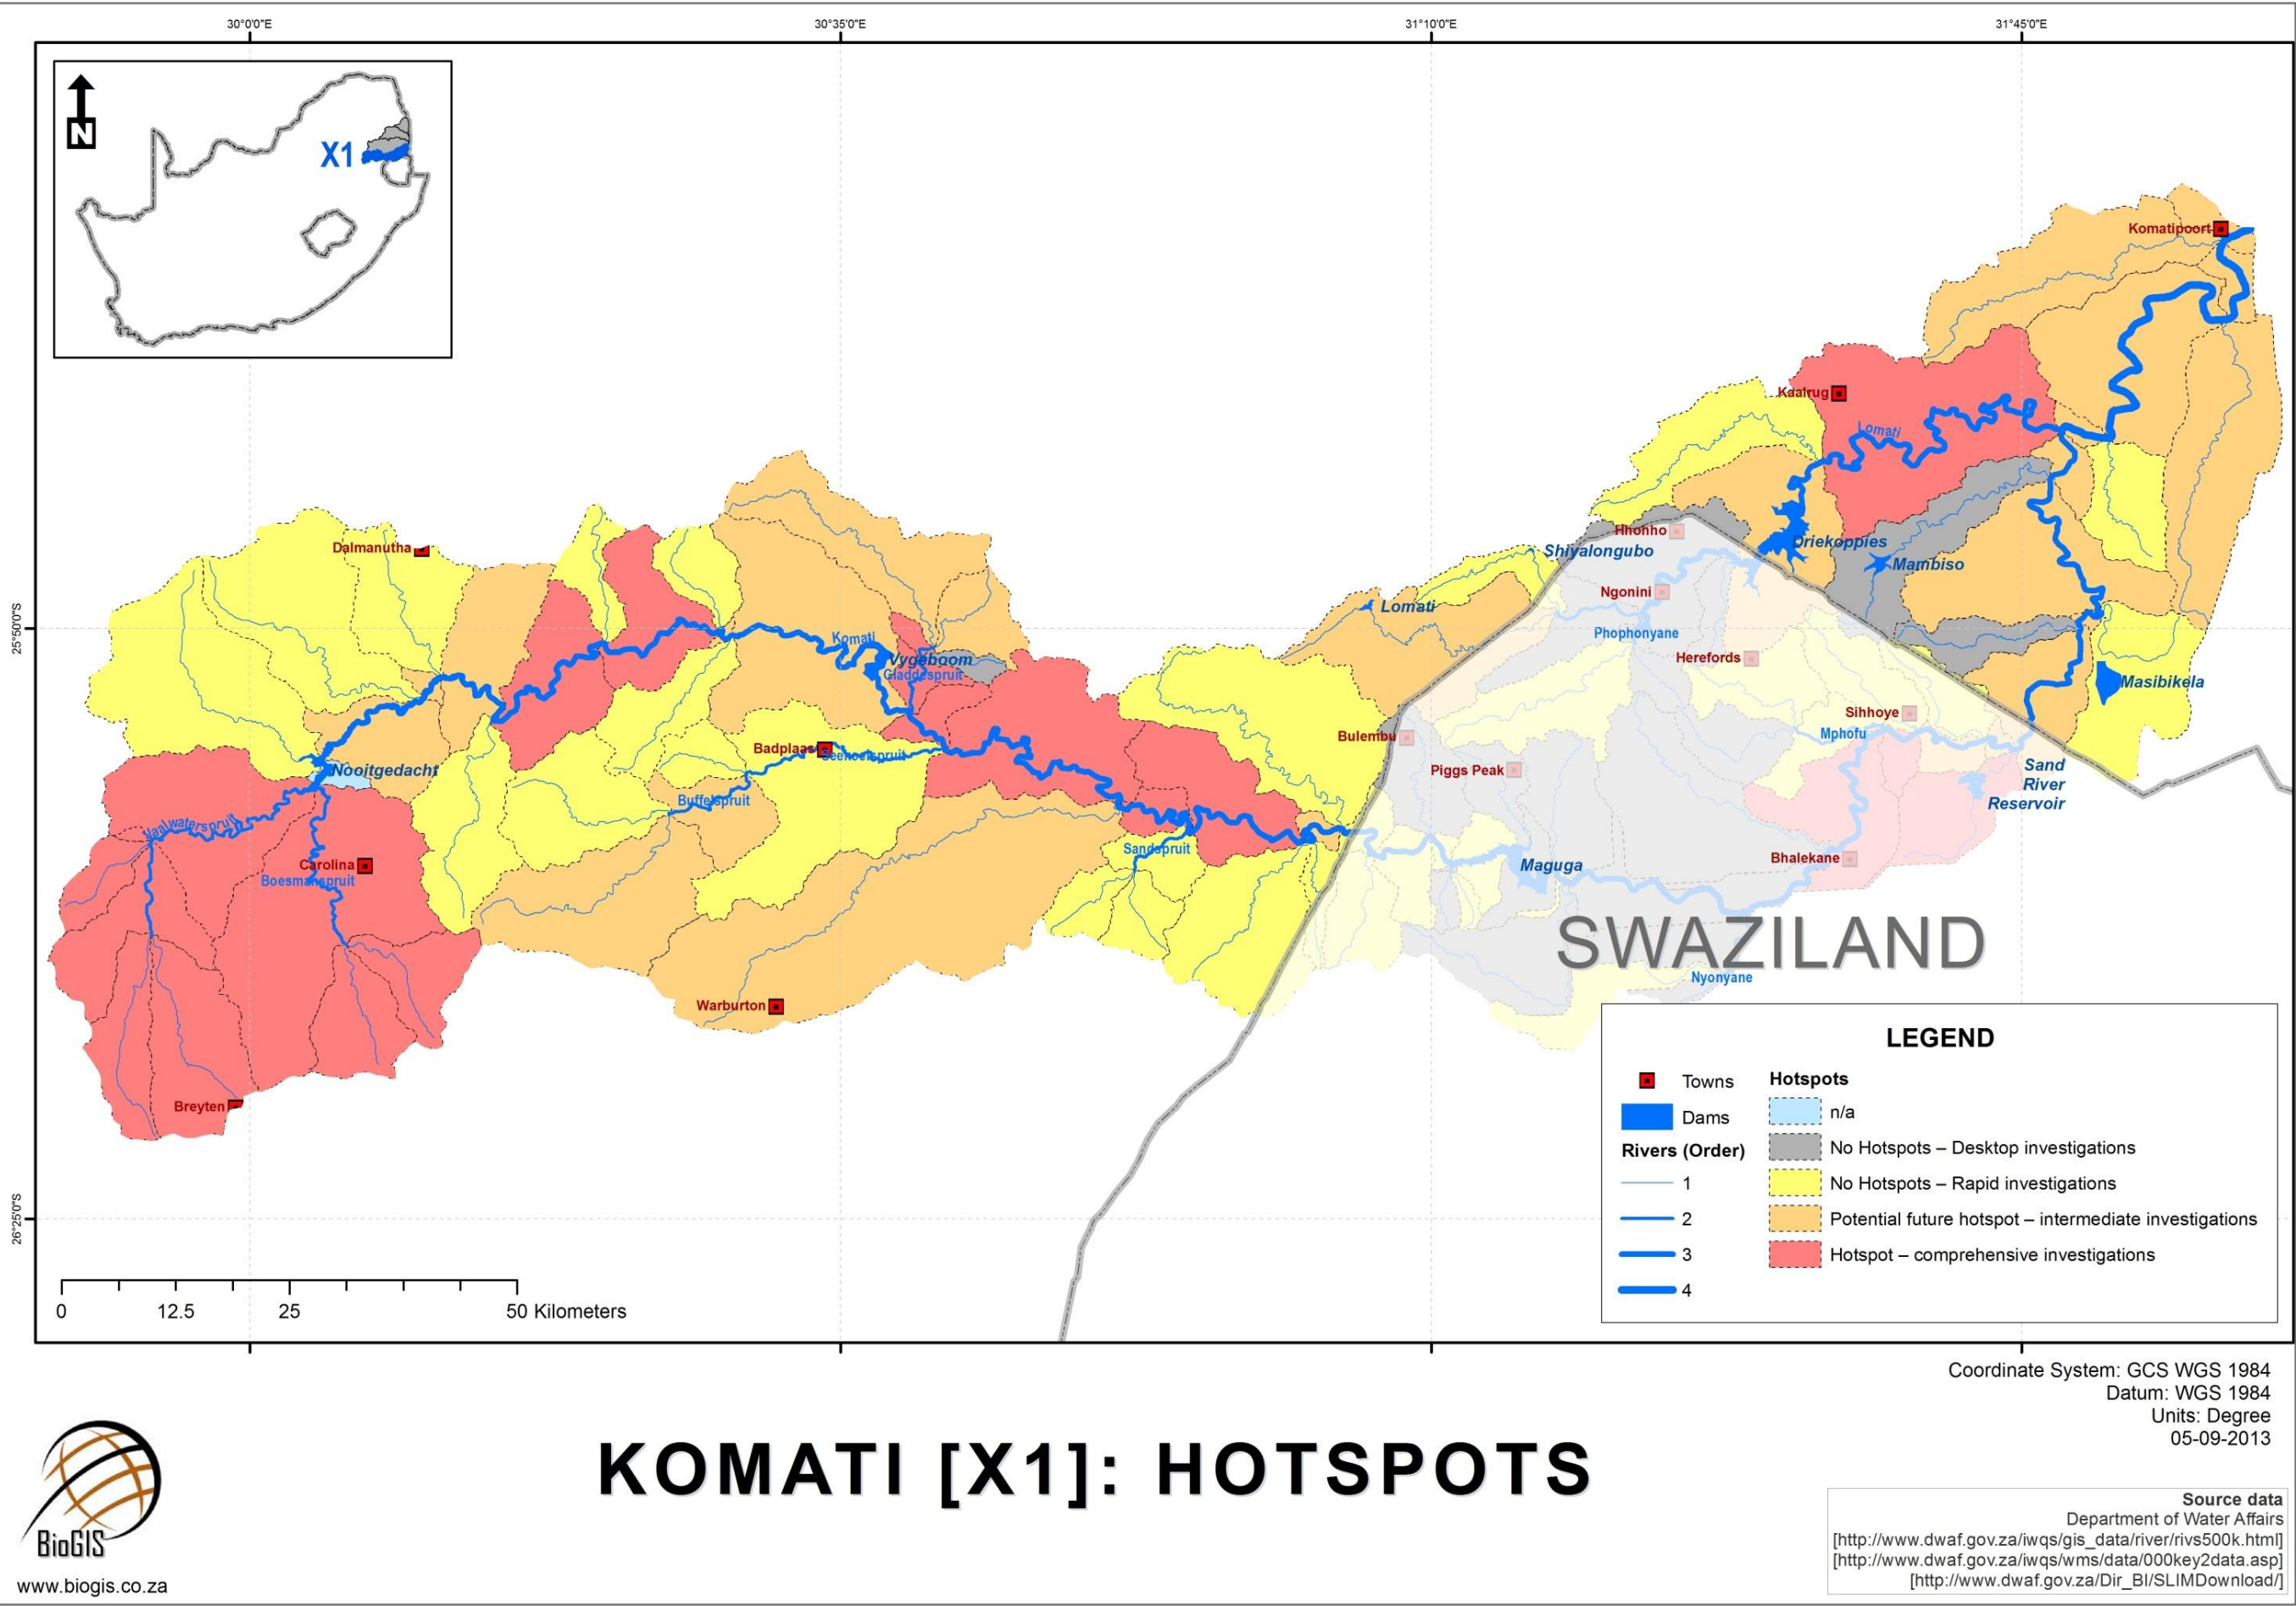 30°0'0"E
30°35'0"E
31°10'0"E
31°45'0"E
N
X1
25°50'0"S
26°25'0"S
Komatipoort
Kaalrug
Lomati
Hhohho
Driekoppies
Shiyalongubo
Mambiso
Dalmanutha
Ngonini
Lomati
Phophonyane
Komati
Vygeboom
Gladdespruit
Herefords
Masibikela
Sihhoye
Mphofu
Bulembu
Badplaas
Seekoeispruit
Nooitgedacht
Piggs Peak
Sand
River
Reservoir
Buffelspruit
Vaalwaterspruit
Sandspruit
Bhalekane
Carolina
Maguga
Boesmanspruit
SWAZILAND
Nyonyane
Warburton
Breyten
LEGEND
Towns
Dams
Rivers (Order)
1
2
3
4
Hotspots
n/a
No Hotspots – Desktop investigations
No Hotspots – Rapid investigations
Potential future hotspot – intermediate investigations
Hotspot – comprehensive investigations
0 12.5 25 50 Kilometers
Coordinate System: GCS WGS 1984
Datum: WGS 1984
Units: Degree
05-09-2013
KOMATI [X1]: HOTSPOTS
BioGIS
www.biogis.co.za
Source data
Department of Water Affairs
[http://www.dwaf.gov.za/iwqs/gis_data/river/rivs500k.html]
[http://www.dwaf.gov.za/iwqs/wms/data/000key2data.asp]
[http://www.dwaf.gov.za/Dir_BI/SLIMDownload/]